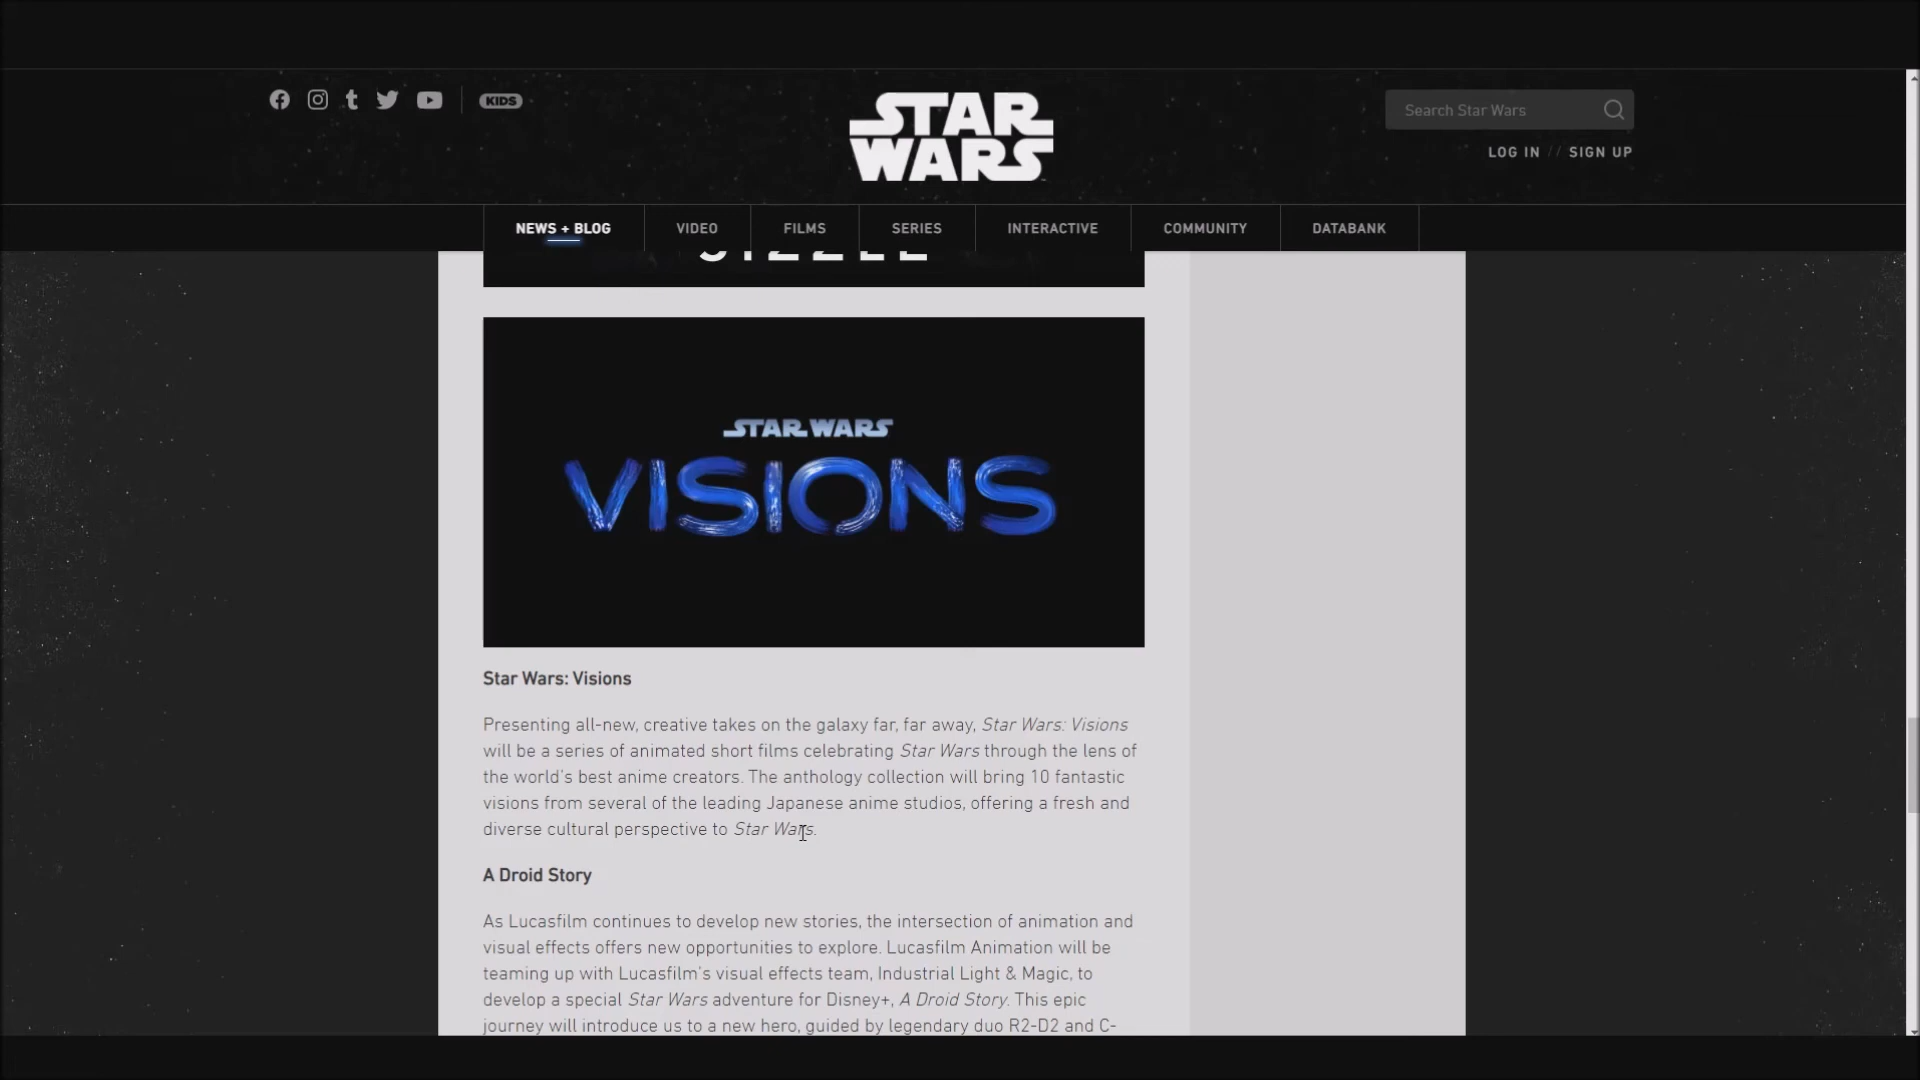 KIDS
STAR
WARS
Search Star Wars
LOG IN // SIGN UP
NEWS + BLOG
VIDEO
FILMS
SERIES
INTERACTIVE
COMMUNITY
DATABANK
STAR WARS
VISIONS
Star Wars: Visions
Presenting all-new, creative takes on the galaxy far, far away, Star Wars: Visions
will be a series of animated short films celebrating Star Wars through the lens of
the world's best anime creators. The anthology collection will bring 10 fantastic
visions from several of the leading Japanese anime studios, offering a fresh and
diverse cultural perspective to Star Wars.
A Droid Story
As Lucasfilm continues to develop new stories, the intersection of animation and
visual effects offers new opportunities to explore. Lucasfilm Animation will be
teaming up with Lucasfilm's visual effects team, Industrial Light & Magic, to
develop a special Star Wars adventure for Disney+, A Droid Story. This epic
journey will introduce us to a new hero, guided by legendary duo R2-D2 and C-